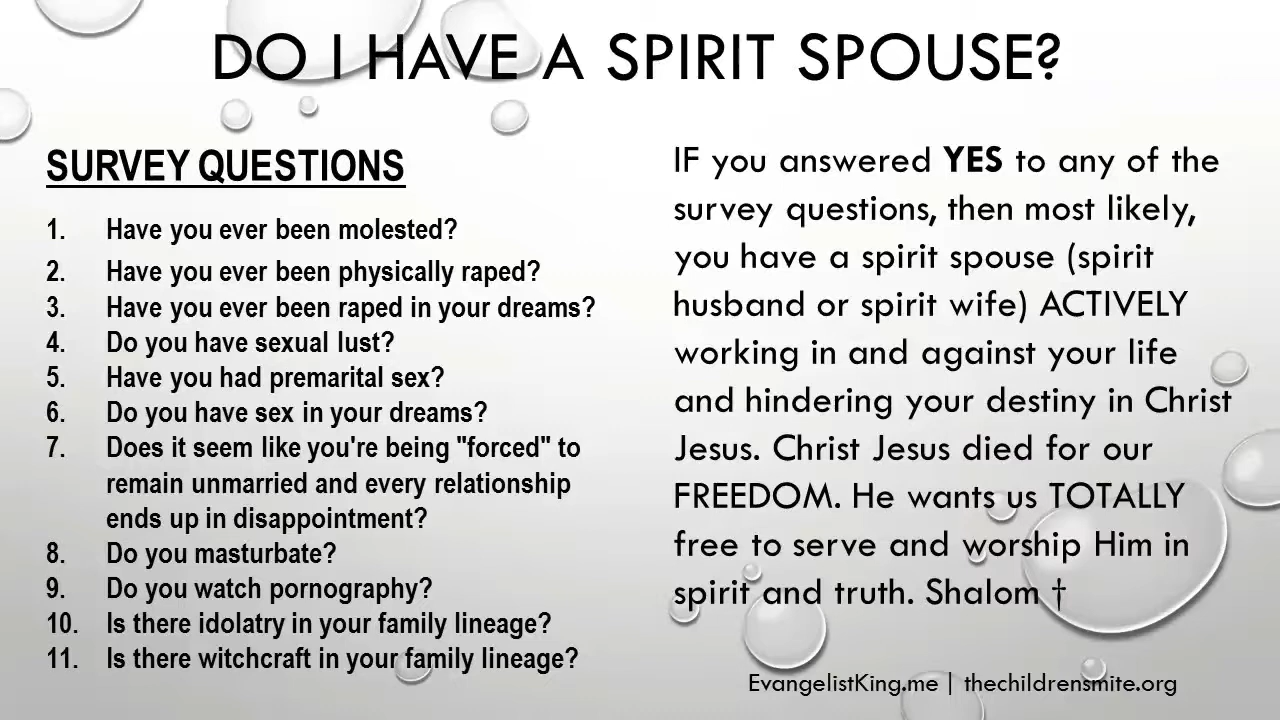 DO I HAVE A SPIRIT SPOUSE?
SURVEY QUESTIONS
1. Have you ever been molested?
2. Have you ever been physically raped?
3. Have you ever been raped in your dreams?
4. Do you have sexual lust?
5. Have you had premarital sex?
6. Do you have sex in your dreams?
7. Does it seem like you're being "forced" to
remain unmarried and every relationship
ends up in disappointment?
8. Do you masturbate?
9. Do you watch pornography?
10. Is there idolatry in your family lineage?
11. Is there witchcraft in your family lineage?
IF you answered YES to any of the
survey questions, then most likely,
you have a spirit spouse (spirit
husband or spirit wife) ACTIVELY
working in and against your life
and hindering your destiny in Christ
Jesus. Christ Jesus died for our
FREEDOM. He wants us TOTALLY
free to serve and worship Him in
spirit and truth. Shalom †
EvangelistKing.me | thechildrensmite.org